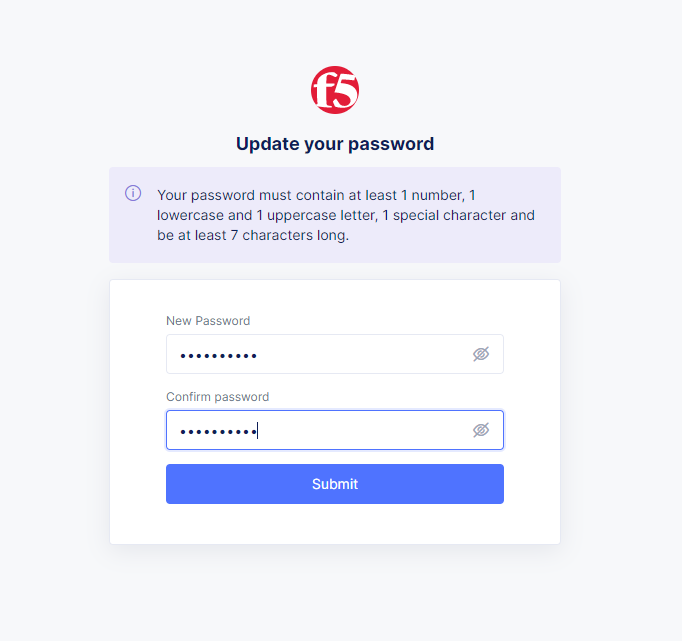 f5
Update your password
Your password must contain at least 1 number, 1
lowercase and 1 uppercase letter, 1 special character and
be at least 7 characters long.
New Password
••••••••••
Confirm password
••••••••••
Submit